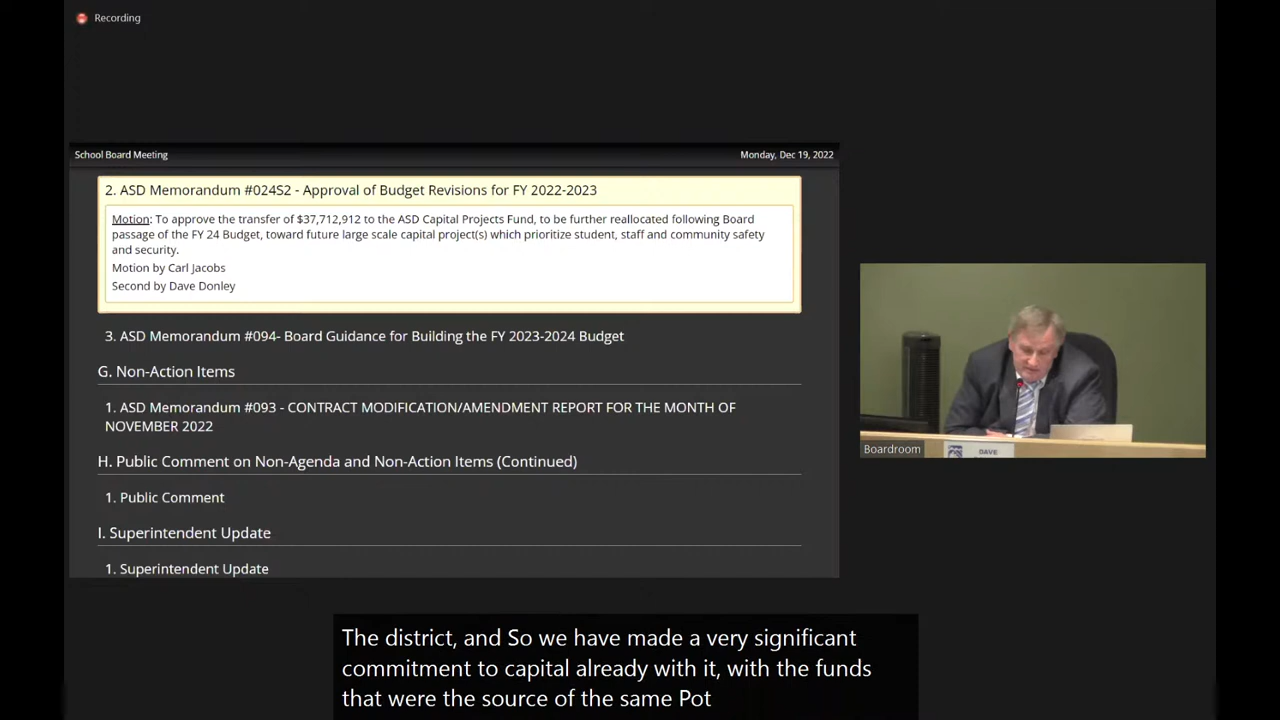 Recording
School Board Meeting
Monday, Dec 19, 2022
2. ASD Memorandum #024S2 - Approval of Budget Revisions for FY 2022-2023
Motion: To approve the transfer of $37,712,912 to the ASD Capital Projects Fund, to be further reallocated following Board
passage of the FY 24 Budget, toward future large scale capital project(s) which prioritize student, staff and community safety
and security.
Motion by Carl Jacobs
Second by Dave Donley
3. ASD Memorandum #094- Board Guidance for Building the FY 2023-2024 Budget
G. Non-Action Items
1. ASD Memorandum #093 - CONTRACT MODIFICATION/AMENDMENT REPORT FOR THE MONTH OF
NOVEMBER 2022
H. Public Comment on Non-Agenda and Non-Action Items (Continued)
1. Public Comment
I. Superintendent Update
1. Superintendent Update
Boardroom
DAVE
The district, and So we have made a very significant
commitment to capital already with it, with the funds
that were the source of the same Pot